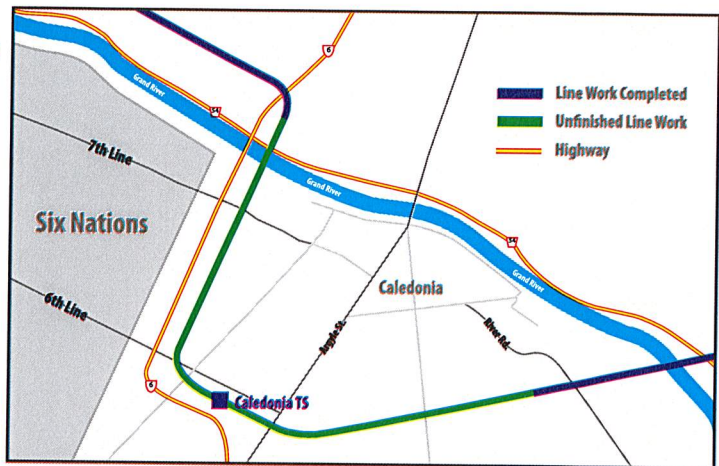 6
Grand River
54
Line Work Completed
Unfinished Line Work
Highway
7th Line
Grand River
Six Nations
54
Grand River
Caledonia
6th Line
Argyle St.
River Rd.
6
Caledonia TS